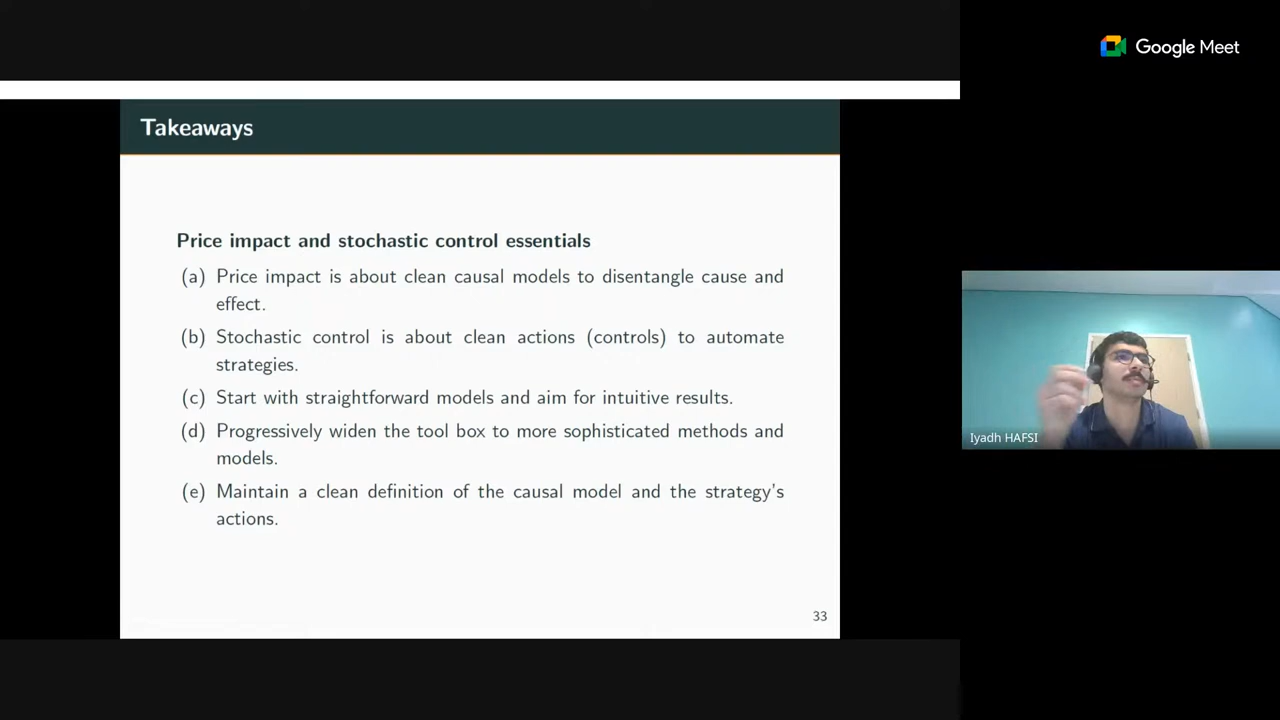 Google Meet
Takeaways
Price impact and stochastic control essentials
(a) Price impact is about clean causal models to disentangle cause and
effect.
(b) Stochastic control is about clean actions (controls) to automate
strategies.
(c) Start with straightforward models and aim for intuitive results.
(d) Progressively widen the tool box to more sophisticated methods and
models.
(e) Maintain a clean definition of the causal model and the strategy's
actions.
33
Iyadh HAFSI